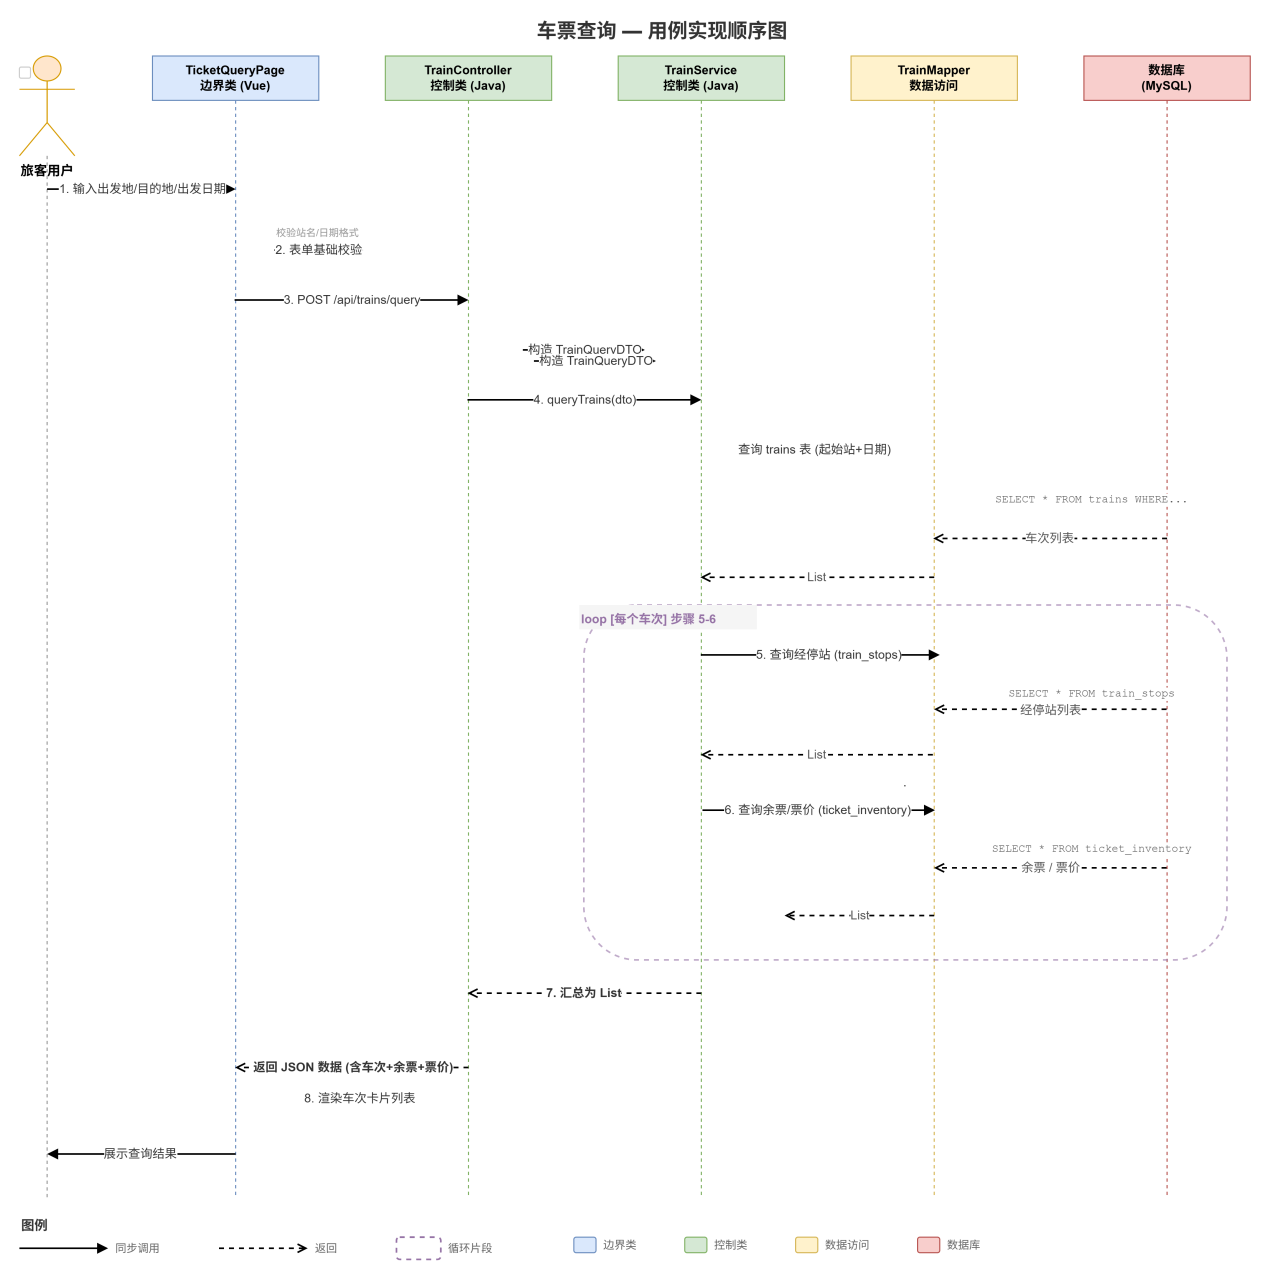 车票查询 — 用例实现顺序图
TicketQueryPage
边界类 (Vue)
TrainController
控制类 (Java)
TrainService
控制类 (Java)
TrainMapper
数据访问
数据库
(MySQL)
旅客用户
1. 输入出发地/目的地/出发日期
校验站名/日期格式
2. 表单基础校验
3. POST /api/trains/query
构造 TrainQueryDTO
构造 TrainQueryDTO
4. queryTrains(dto)
查询 trains 表 (起始站+日期)
SELECT * FROM trains WHERE...
车次列表
List
loop [每个车次] 步骤 5-6
5. 查询经停站 (train_stops)
SELECT * FROM train_stops
经停站列表
List
6. 查询余票/票价 (ticket_inventory)
SELECT * FROM ticket_inventory
余票 / 票价
List
7. 汇总为 List
返回 JSON 数据 (含车次+余票+票价)
8. 渲染车次卡片列表
展示查询结果
图例
同步调用
返回
循环片段
边界类
控制类
数据访问
数据库